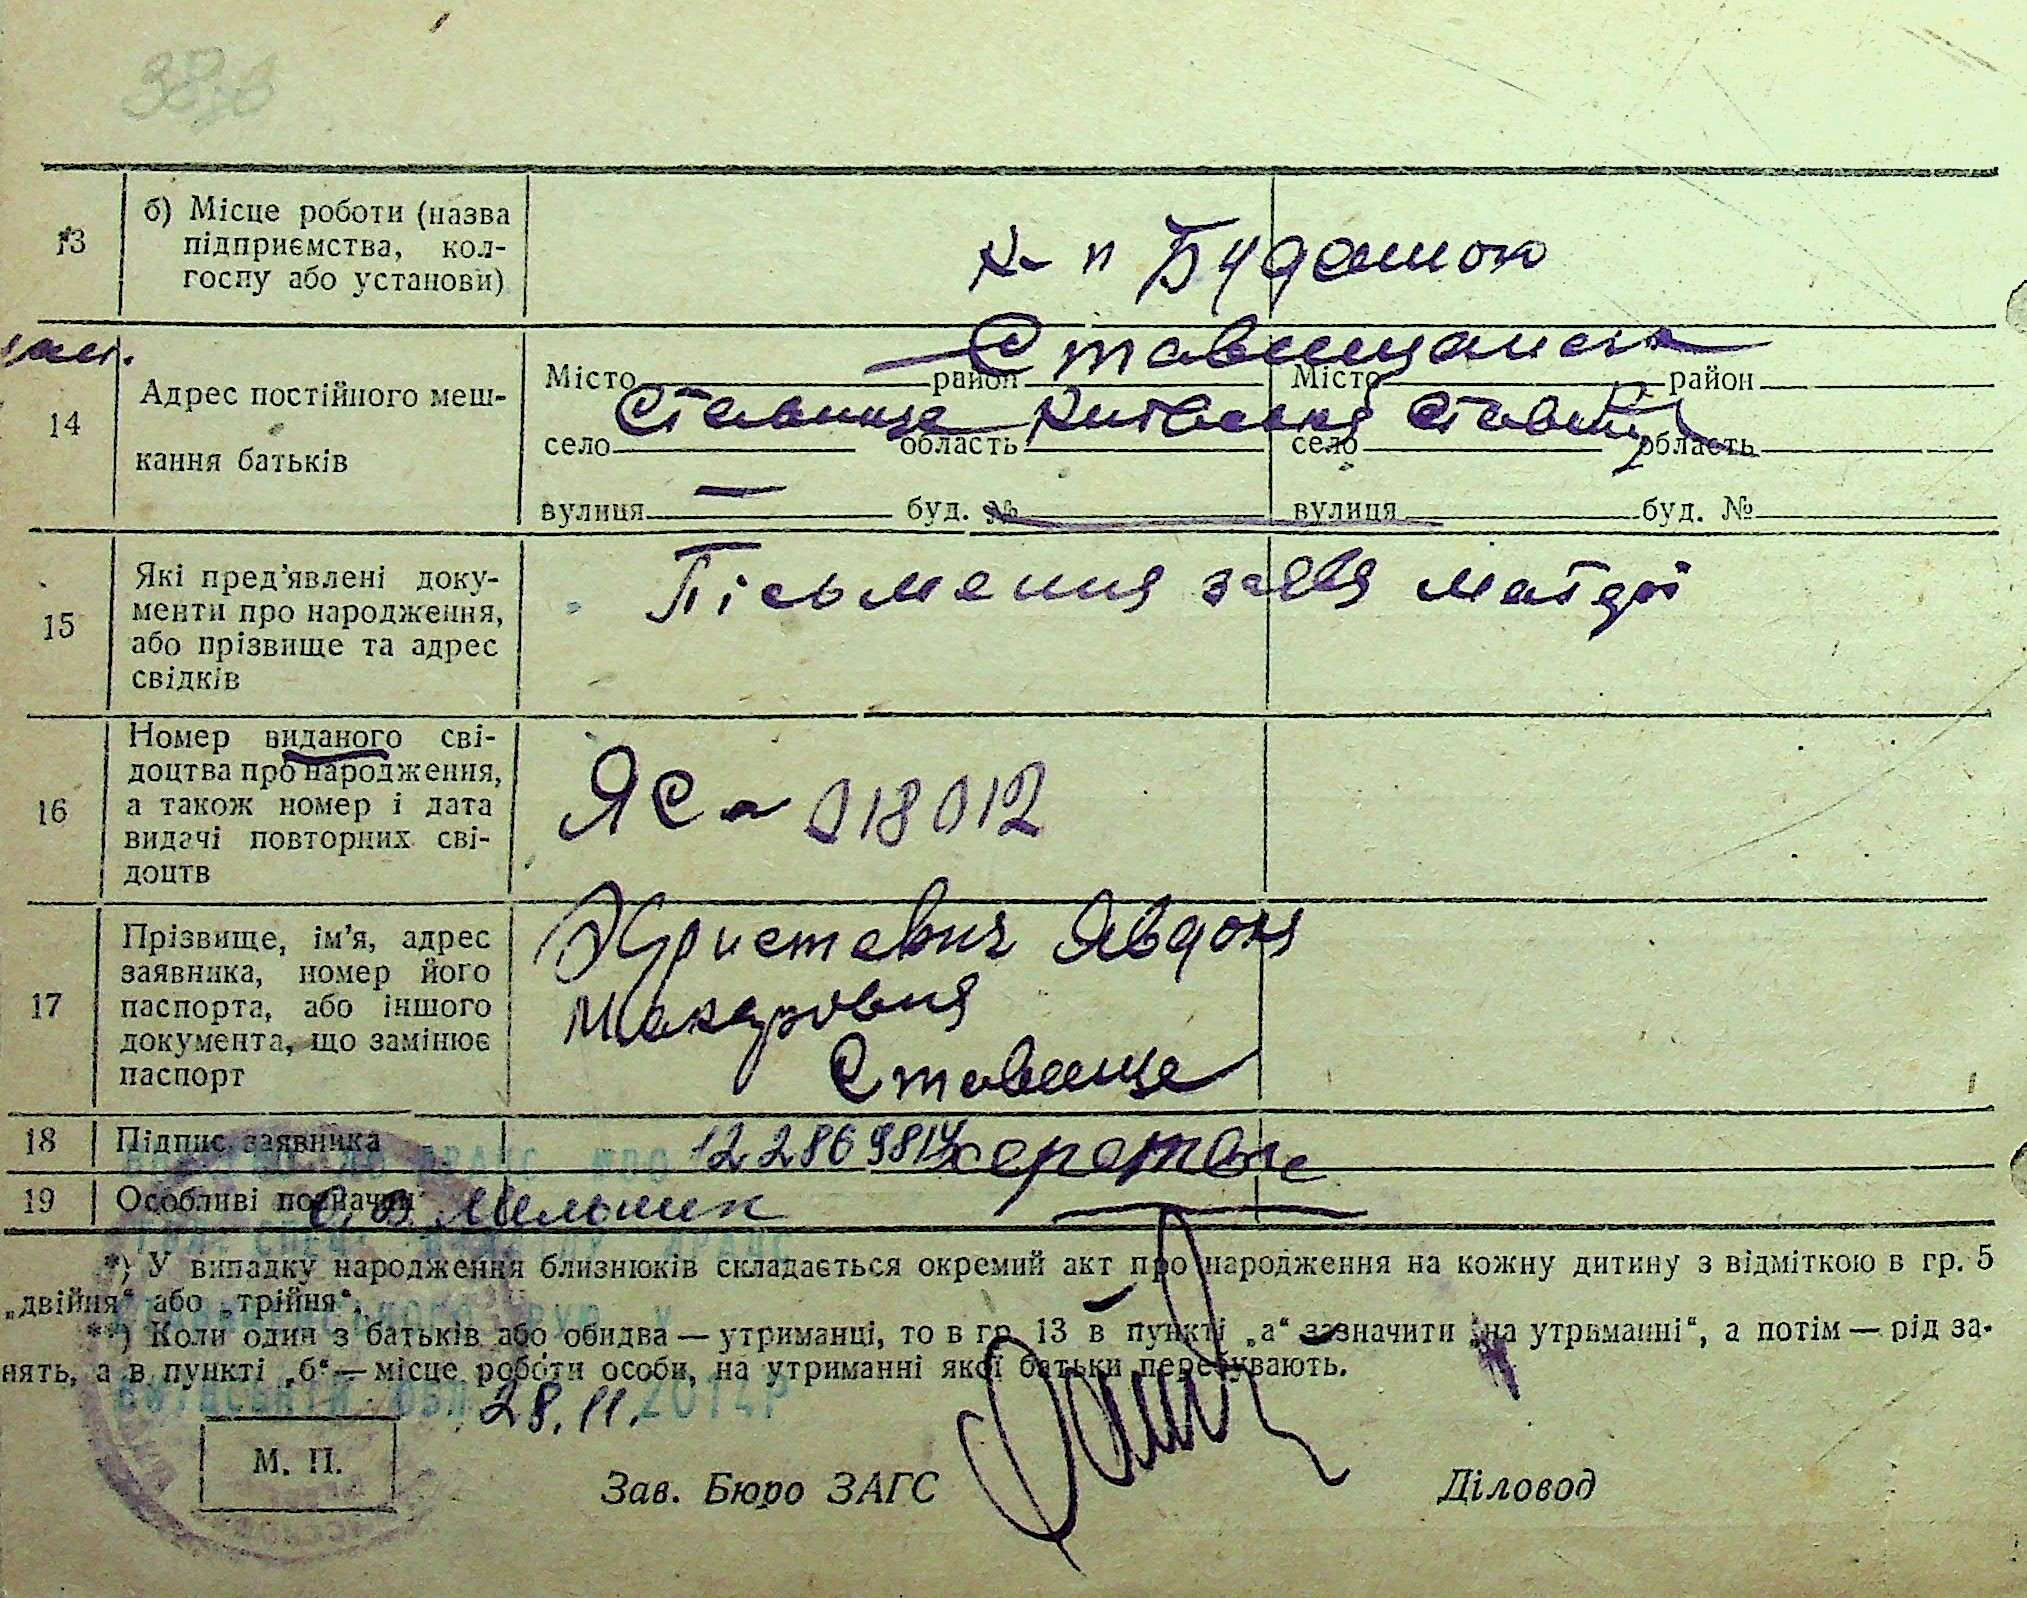 13
б) Місце роботи (назва
підприємства, кол-
госпу або установи)
14
Адрес постійного меш-
кання батьків
Місто район Місто район
Ставище
село область село область
вулиця — буд. № вулиця буд. №
15
Які пред'явлені доку-
менти про народження,
або прізвище та адрес
свідків
Пісьменния заява
16
Номер виданого сві-
доцтва про народження,
а також номер і дата
видачі повторних сві-
доцтв
ЯС - 018012
17
Прізвище, ім'я, адрес
заявника, номер його
паспорта, або іншого
документа, що замінює
паспорт
Христевич Явдоха
Макаровня
Ставище
18 Підпис заявника
19 Особливі позначки Мельник
*) У випадку народження близнюків складається окремий акт про народження на кожну дитину з відміткою в гр. 5
„двійня“ або „трійня“.
**) Коли один з батьків або обидва — утриманці, то в гр. 13 в пункті „а“ зазначити „на утриманні“, а потім — рід за-
нять, а в пункті „б“ — місце роботи особи, на утриманні якої батьки перебувають.
28.11. 2014р
М. П.
Зав. Бюро ЗАГС Діловод